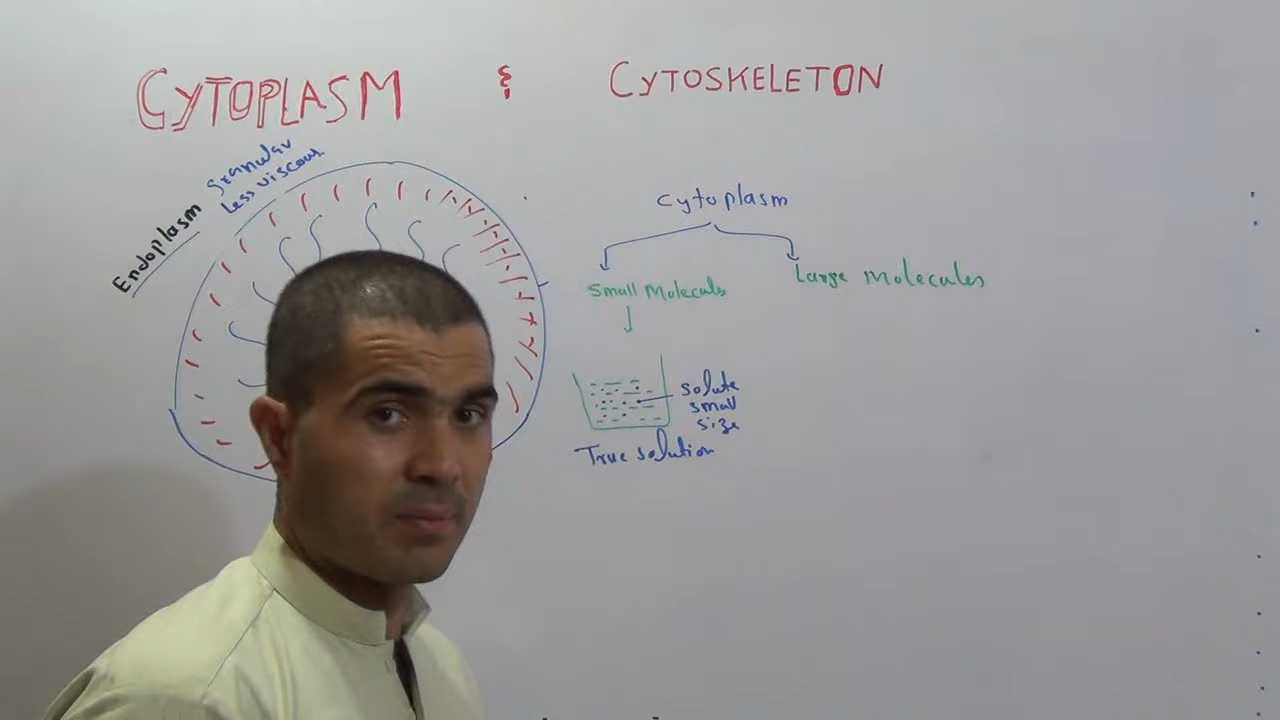 CYTOPLASM & CYTOSKELETON
granular
Less viscous
Endoplasm
Cytoplasm
Small Molecules
Large Molecules
solute
small
size
True solution